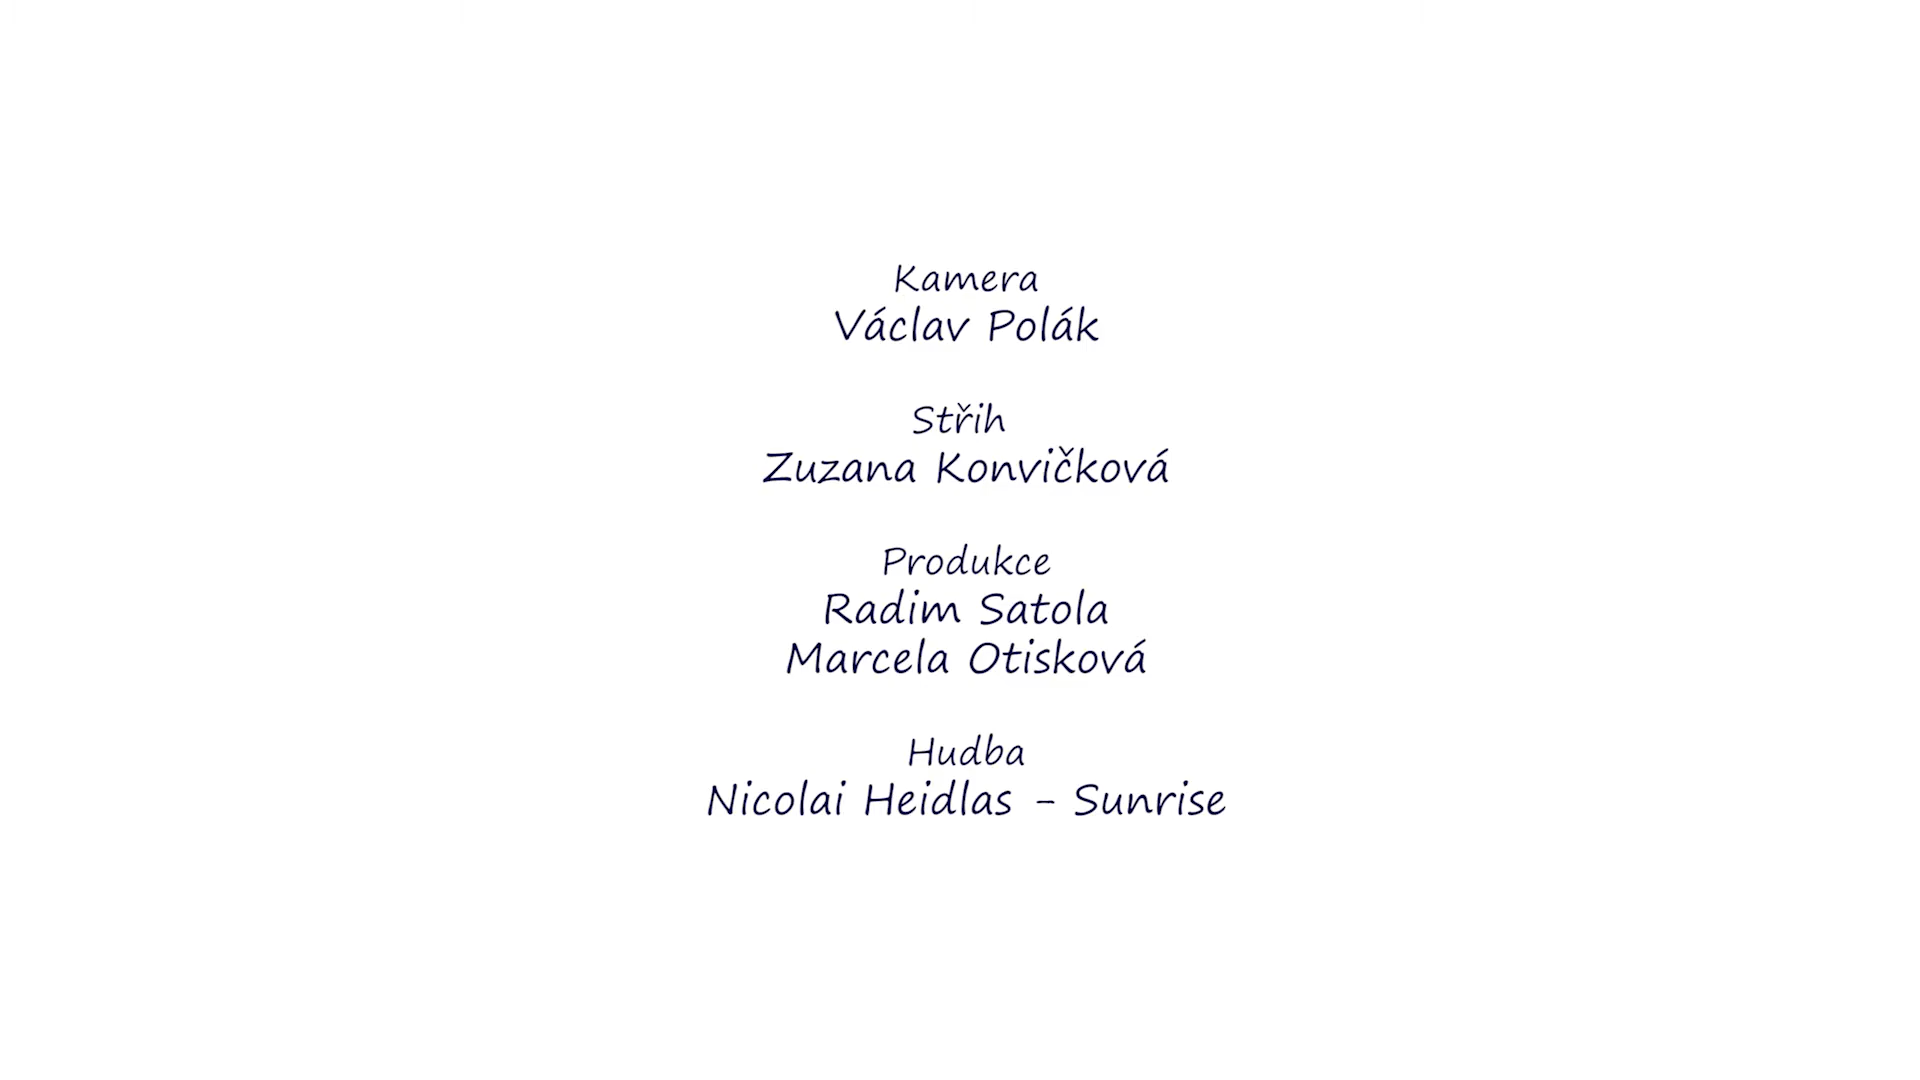 Kamera
Václav Polák
Střih
Zuzana Konvičková
Produkce
Radim Satola
Marcela Otisková
Hudba
Nicolai Heidlas - Sunrise